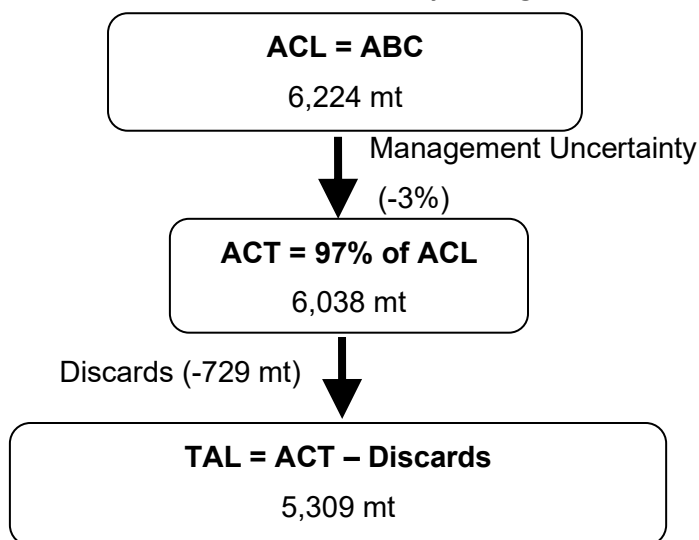 ACL = ABC
6,224 mt
Management Uncertainty
(-3%)
ACT = 97% of ACL
6,038 mt
Discards (-729 mt)
TAL = ACT – Discards
5,309 mt